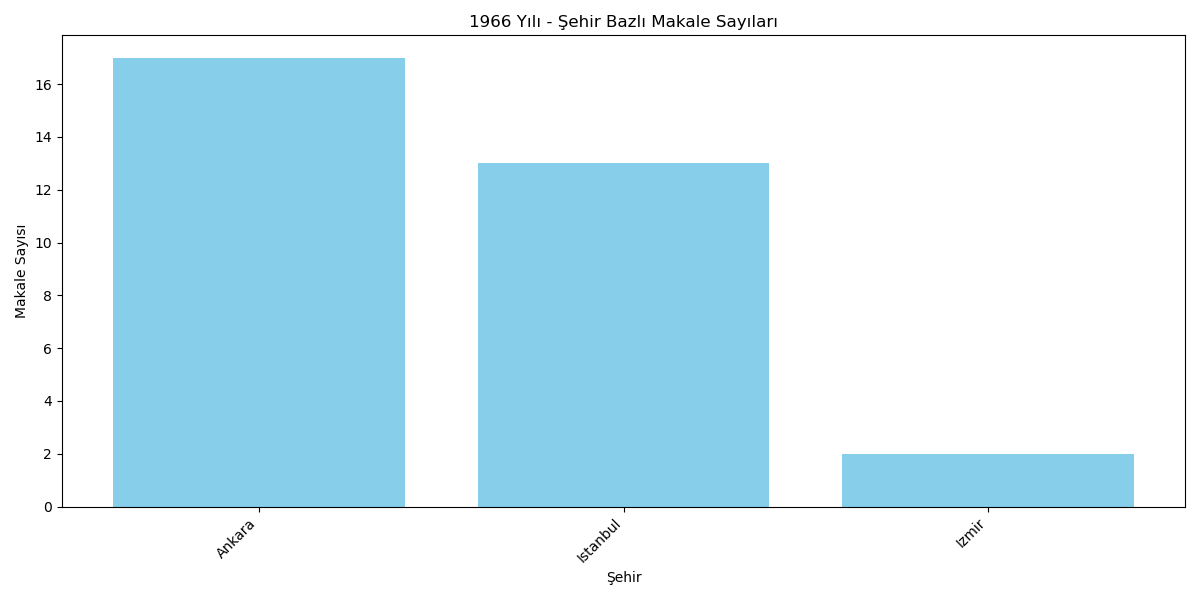 1966 Yılı - Şehir Bazlı Makale Sayıları
Makale Sayısı
16
14
12
10
8
6
4
2
0
Ankara
Istanbul
Izmir
Şehir